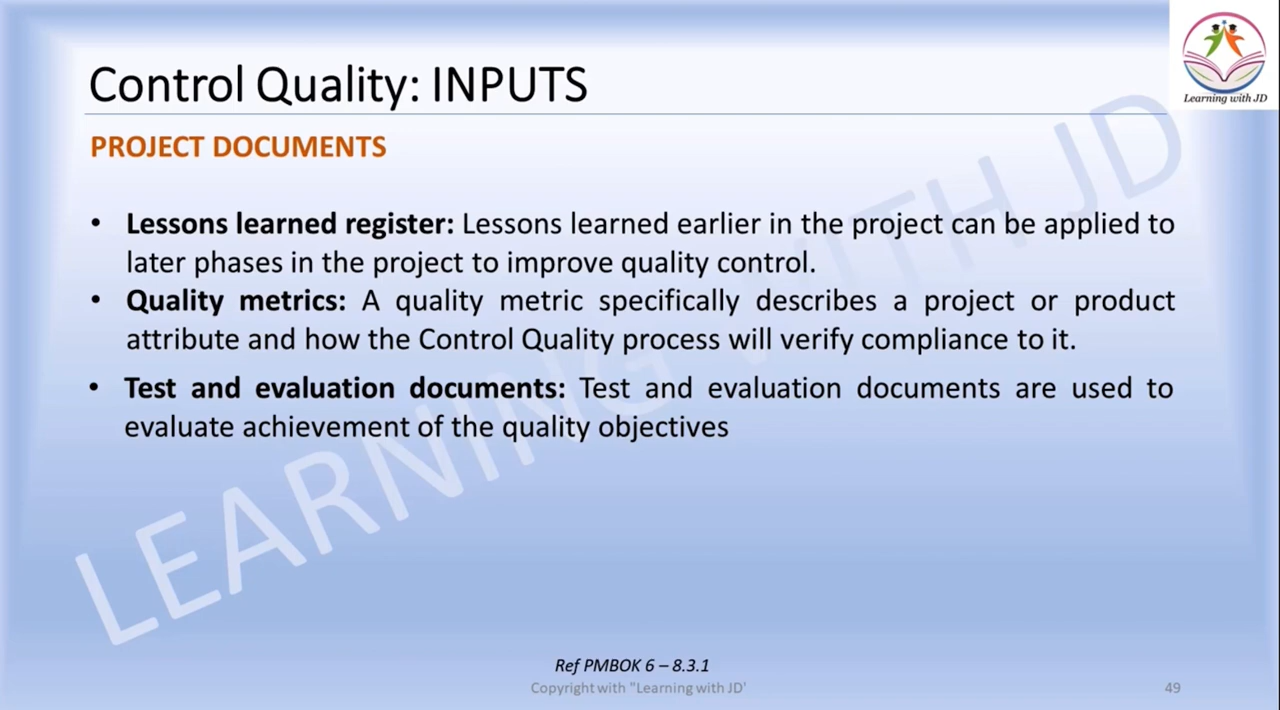 Learning with JD
Control Quality: INPUTS
PROJECT DOCUMENTS
• Lessons learned register: Lessons learned earlier in the project can be applied to
later phases in the project to improve quality control.
• Quality metrics: A quality metric specifically describes a project or product
attribute and how the Control Quality process will verify compliance to it.
• Test and evaluation documents: Test and evaluation documents are used to
evaluate achievement of the quality objectives
LEARNING WITH JD
Ref PMBOK 6 – 8.3.1
Copyright with "Learning with JD'
49